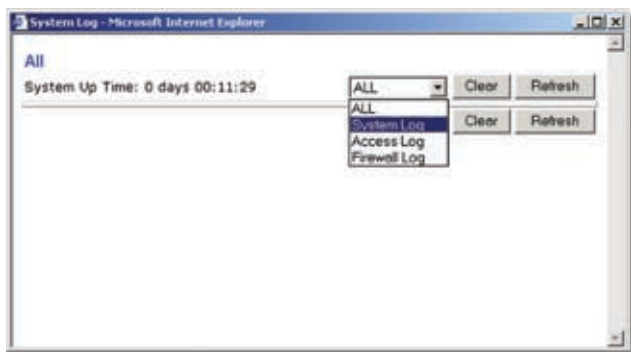 System Log - Microsoft Internet Explorer
All
System Up Time: 0 days 00:11:29
ALL
Clear
Refresh
ALL
System Log
Access Log
Firewall Log
Clear
Refresh